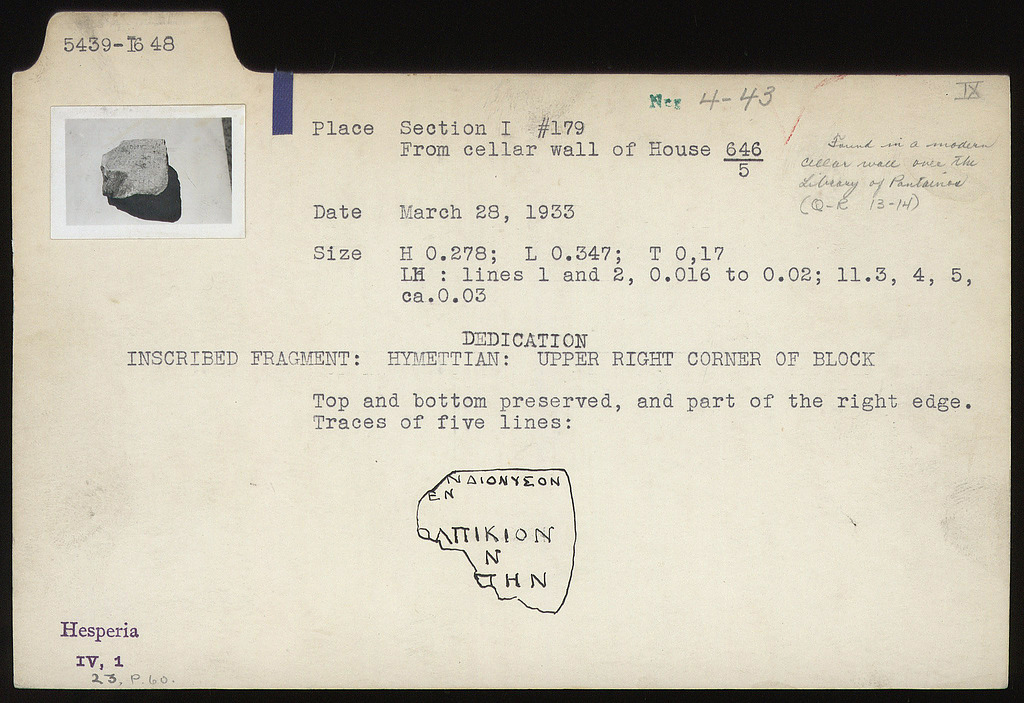 5439-I6 48
Neg 4-43
IX
Place Section I #179
From cellar wall of House 646/5
Found in a modern
cellar wall over the
Library of Pantainos
(Q-R 13-14)
Date March 28, 1933
Size H 0.278; L 0.347; T 0,17
LH : lines 1 and 2, 0.016 to 0.02; 11.3, 4, 5,
ca.0.03
DEDICATION
INSCRIBED FRAGMENT: HYMETTIAN: UPPER RIGHT CORNER OF BLOCK
Top and bottom preserved, and part of the right edge.
Traces of five lines:
Ν ΔΙΟΝΥΣΟΝ
ΕΝ
ΟΛΠΙΚΙΟΝ
Ν
ΠΗΝ
Hesperia
IV, 1
23, P.60.